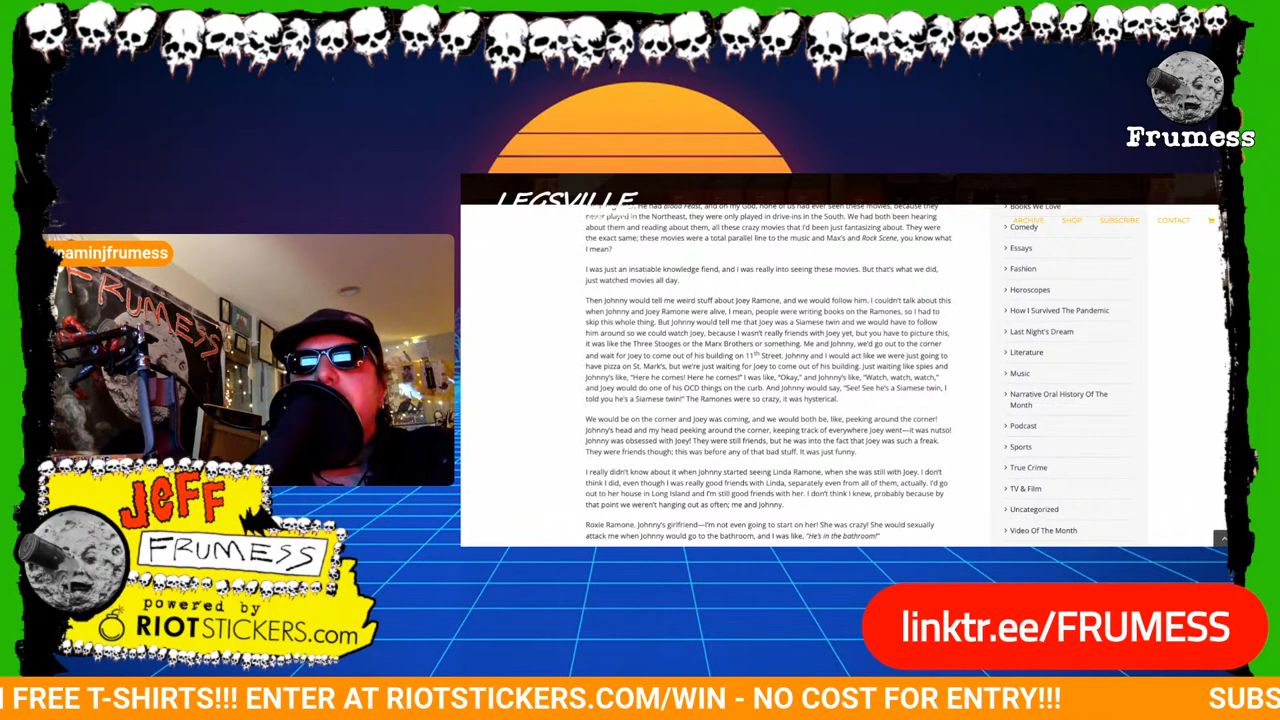 Frumess
LEGSVILLE
ARCHIVE
SHOP
SUBSCRIBE
CONTACT
He had Blood Feast, and on my God, none of us had ever seen these movies, because they
never played in the Northeast, they were only played in drive-ins in the South. We had both been hearing
about them and reading about them, all these crazy movies that I'd been just fantasizing about. They were
the exact same; these movies were a total parallel line to the music and Max's and Rock Scene, you know what
I mean?
I was just an insatiable knowledge fiend, and I was really into seeing these movies. But that's what we did,
just watched movies all day.
Then Johnny would tell me weird stuff about Joey Ramone, and we would follow him. I couldn't talk about this
when Johnny and Joey Ramone were alive, I mean, people were writing books on the Ramones, so I had to
skip this whole thing. But Johnny would tell me that Joey was a Siamese twin and we would have to follow
him around so we could watch Joey, because I wasn't really friends with Joey yet, but you have to picture this,
it was like the Three Stooges or the Marx Brothers or something. Me and Johnny, we'd go out to the corner
and wait for Joey to come out of his building on 11th Street. Johnny and I would act like we were just going to
have pizza on St. Mark's, but we're just waiting for Joey to come out of his building. Just waiting like spies and
Johnny's like, "Here he comes! Here he comes!" I was like, "Okay," and Johnny's like, "Watch, watch, watch,"
and Joey would do one of his OCD things on the curb. And Johnny would say, "See! See he's a Siamese twin, I
told you he's a Siamese twin!" The Ramones were so crazy, it was hysterical.
We would be on the corner and Joey was coming, and we would both be, like, peeking around the corner!
Johnny's head and my head peeking around the corner, keeping track of everywhere Joey went—it was nutso!
Johnny was obsessed with Joey! They were still friends, but he was into the fact that Joey was such a freak.
They were friends though; this was before any of that bad stuff. It was just funny.
I really didn't know about it when Johnny started seeing Linda Ramone, when she was still with Joey. I don't
think I did, even though I was really good friends with Linda, separately even from all of them, actually. I'd go
out to her house in Long Island and I'm still good friends with her. I don't think I knew, probably because by
that point we weren't hanging out as often; me and Johnny.
Roxie Ramone. Johnny's girlfriend—I'm not even going to start on her! She was crazy! She would sexually
attack me when Johnny would go to the bathroom, and I was like, "He's in the bathroom!"
Books We Love
Comedy
Essays
Fashion
Horoscopes
How I Survived The Pandemic
Last Night's Dream
Literature
Music
Narrative Oral History Of The
Month
Podcast
Sports
True Crime
TV & Film
Uncategorized
Video Of The Month
eaminjfrumess
FRUMESS
JEFF
FRUMESS
powered by
RIOTSTICKERS.com
linktr.ee/FRUMESS
FREE T-SHIRTS!!! ENTER AT RIOTSTICKERS.COM/WIN - NO COST FOR ENTRY!!!
SUBS